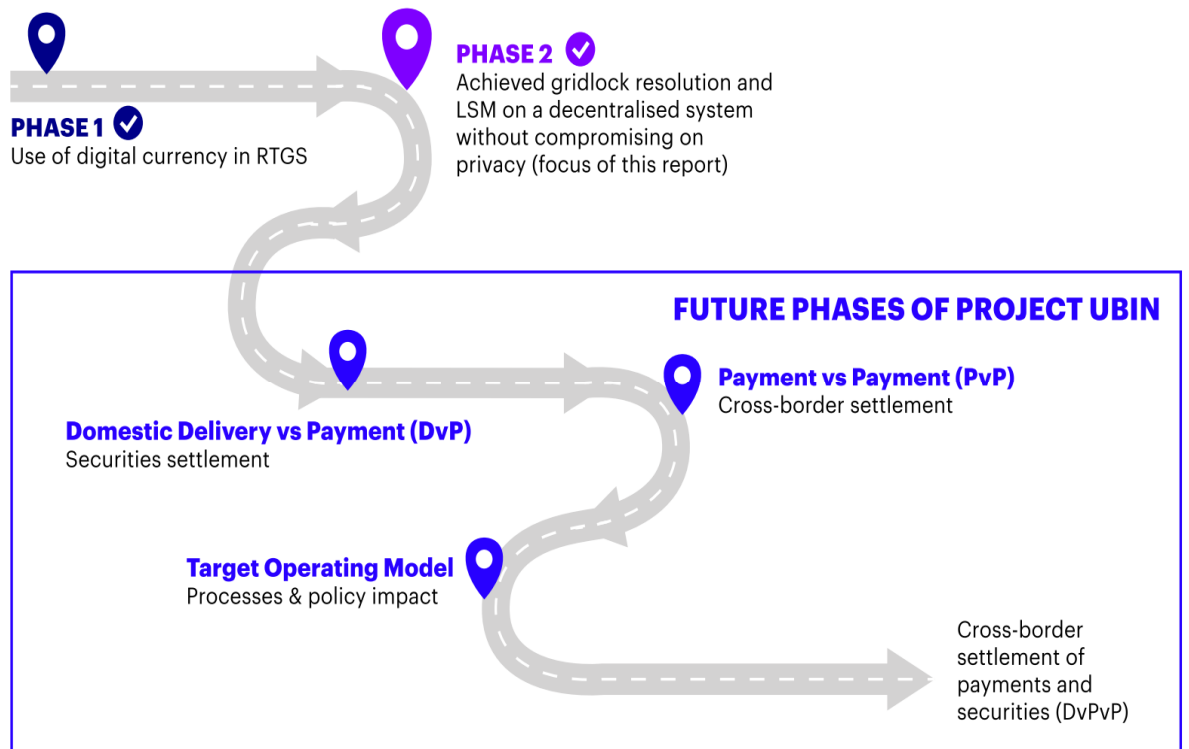 PHASE 1
Use of digital currency in RTGS
PHASE 2
Achieved gridlock resolution and
LSM on a decentralised system
without compromising on
privacy (focus of this report)
FUTURE PHASES OF PROJECT UBIN
Domestic Delivery vs Payment (DvP)
Securities settlement
Payment vs Payment (PvP)
Cross-border settlement
Target Operating Model
Processes & policy impact
Cross-border
settlement of
payments and
securities (DvPvP)